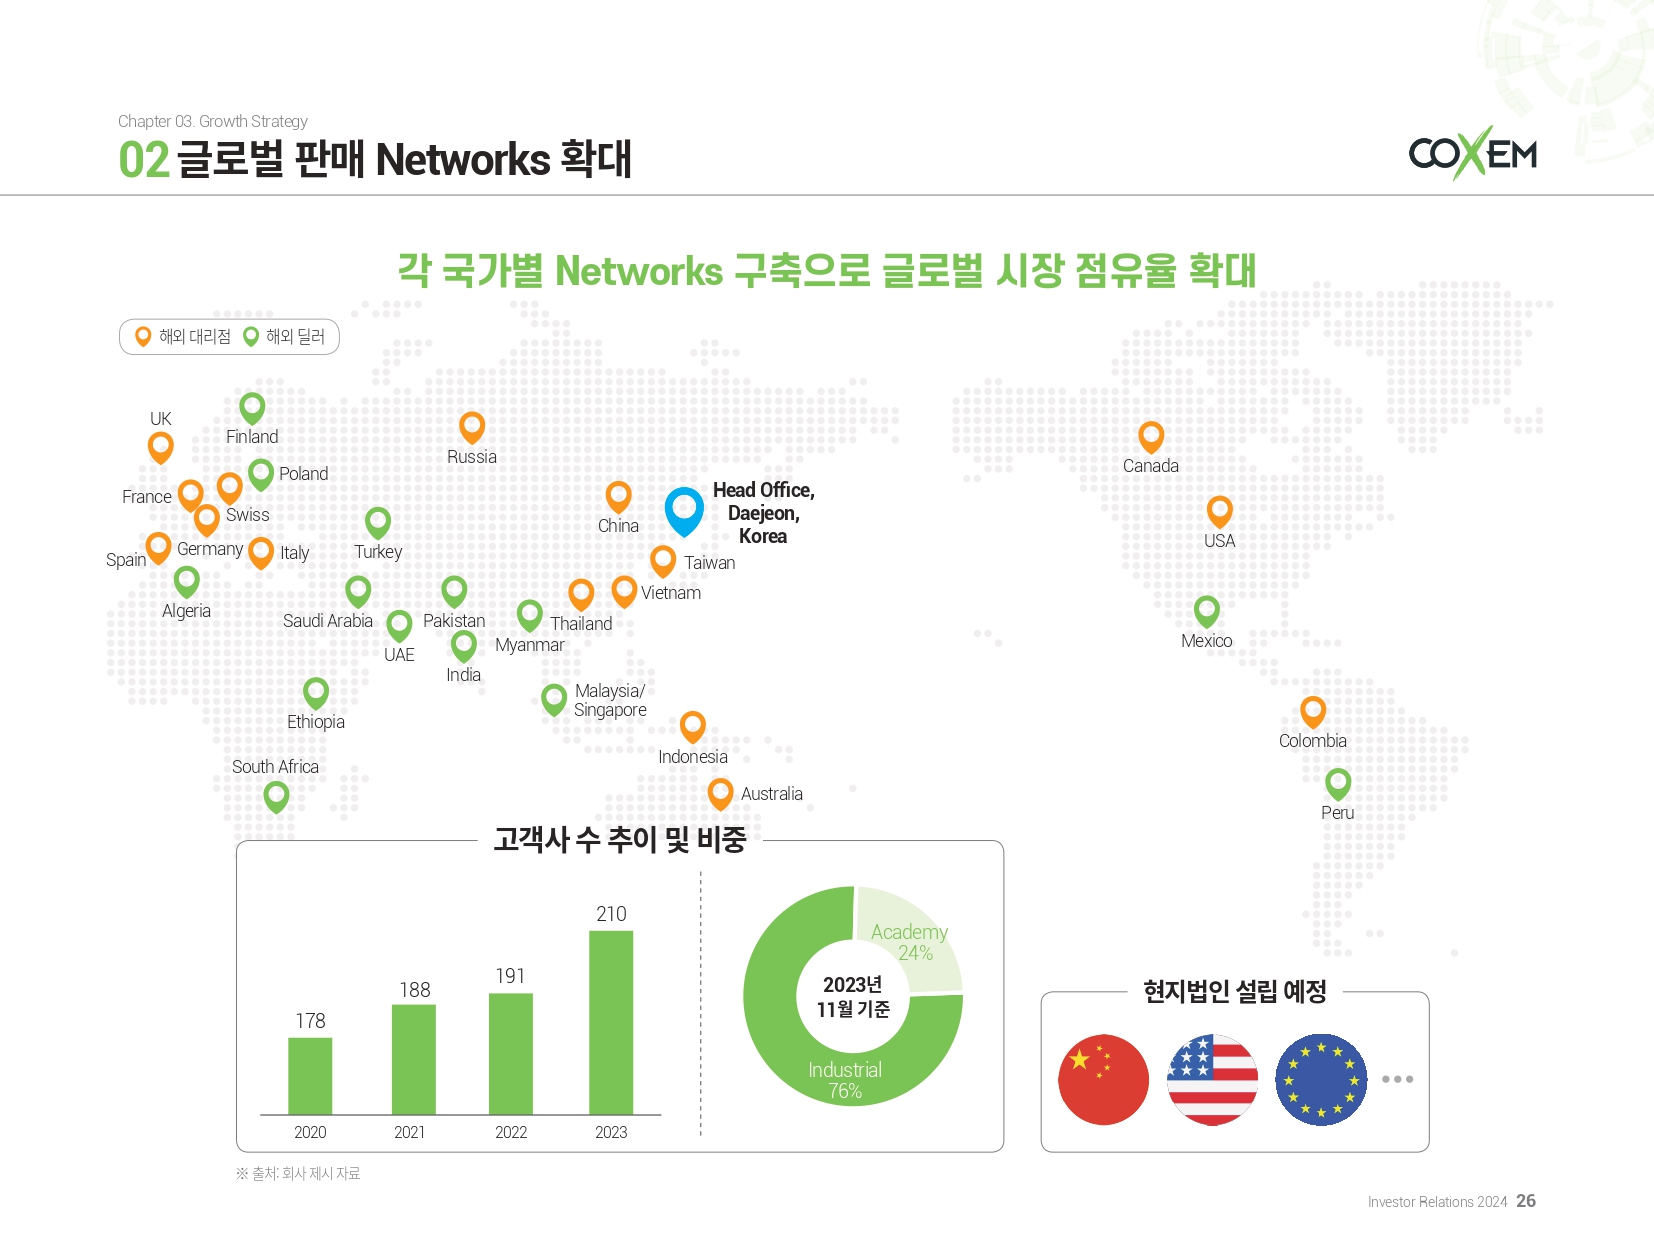 Chapter 03. Growth Strategy
02 글로벌 판매 Networks 확대
COXEM
각 국가별 Networks 구축으로 글로벌 시장 점유율 확대
해외 대리점
해외 딜러
UK
Finland
Russia
Poland
France
Swiss
Germany
Spain
Italy
Algeria
Turkey
China
Head Office,
Daejeon,
Korea
Taiwan
Vietnam
Saudi Arabia
Pakistan
Thailand
UAE
Myanmar
India
Malaysia/
Singapore
Ethiopia
Indonesia
South Africa
Australia
Canada
USA
Mexico
Colombia
Peru
고객사 수 추이 및 비중
178
188
191
210
2020
2021
2022
2023
Academy
24%
2023년
11월 기준
Industrial
76%
현지법인 설립 예정
※ 출처: 회사 제시 자료
Investor Relations 2024 26